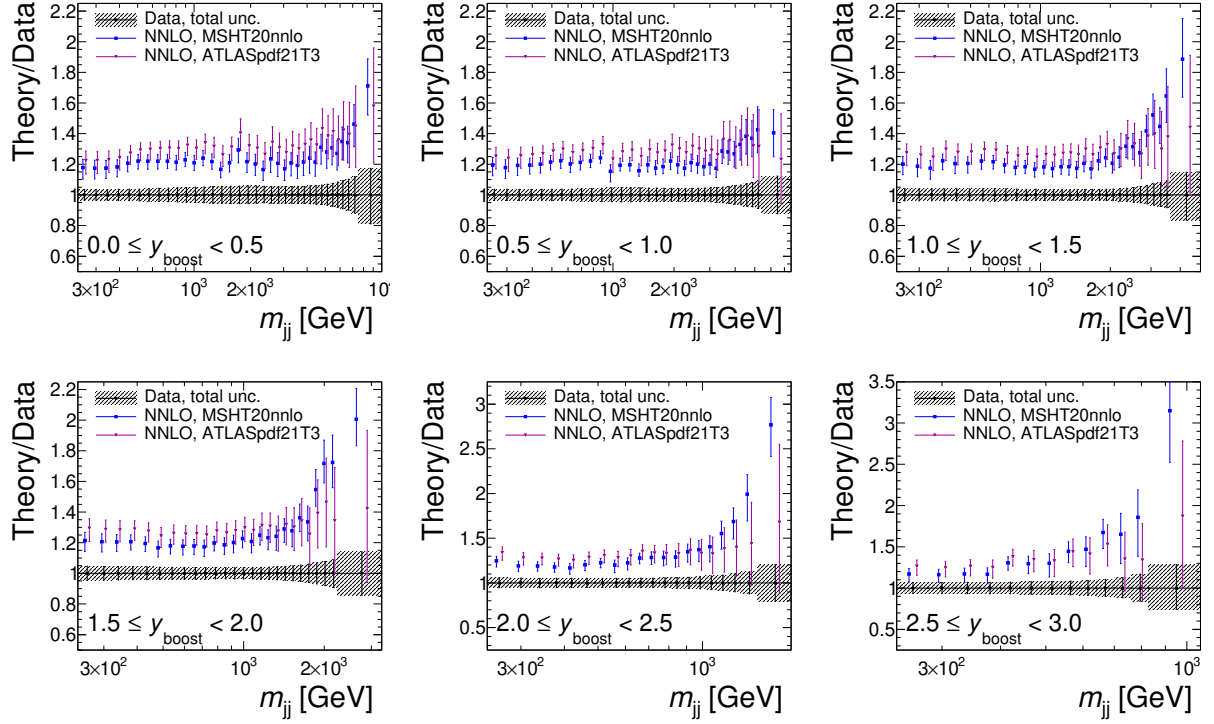 Data, total unc.
NNLO, MSHT20nnlo
NNLO, ATLASpdf21T3
Theory/Data
2.2
2
1.8
1.6
1.4
1.2
1
0.8
0.6
0.0 ≤ y_boost < 0.5
3×10² 10³ 2×10³ 10
m_jj [GeV]
Data, total unc.
NNLO, MSHT20nnlo
NNLO, ATLASpdf21T3
Theory/Data
2.2
2
1.8
1.6
1.4
1.2
1
0.8
0.6
0.5 ≤ y_boost < 1.0
3×10² 10³ 2×10³
m_jj [GeV]
Data, total unc.
NNLO, MSHT20nnlo
NNLO, ATLASpdf21T3
Theory/Data
2.2
2
1.8
1.6
1.4
1.2
1
0.8
0.6
1.0 ≤ y_boost < 1.5
3×10² 10³ 2×10³
m_jj [GeV]
Data, total unc.
NNLO, MSHT20nnlo
NNLO, ATLASpdf21T3
Theory/Data
2.2
2
1.8
1.6
1.4
1.2
1
0.8
0.6
1.5 ≤ y_boost < 2.0
3×10² 10³ 2×10³
m_jj [GeV]
Data, total unc.
NNLO, MSHT20nnlo
NNLO, ATLASpdf21T3
Theory/Data
3
2.5
2
1.5
1
0.5
2.0 ≤ y_boost < 2.5
3×10² 10³
m_jj [GeV]
Data, total unc.
NNLO, MSHT20nnlo
NNLO, ATLASpdf21T3
Theory/Data
3.5
3
2.5
2
1.5
1
0.5
2.5 ≤ y_boost < 3.0
3×10² 10³
m_jj [GeV]